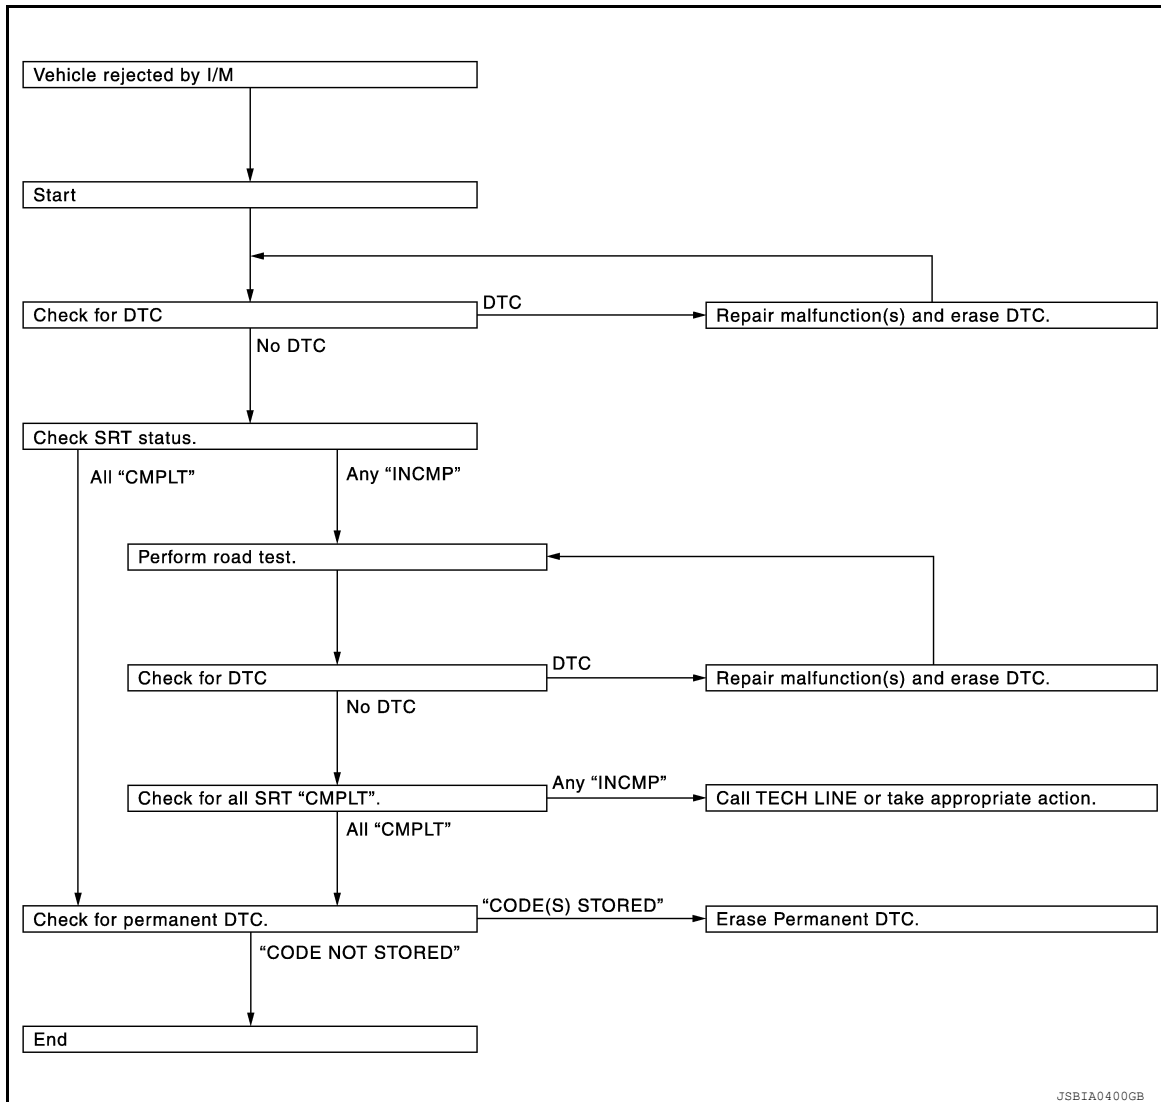 Vehicle rejected by I/M
Start
Check for DTC
DTC
Repair malfunction(s) and erase DTC.
No DTC
Check SRT status.
All “CMPLT”
Any “INCMP”
Perform road test.
Check for DTC
DTC
Repair malfunction(s) and erase DTC.
No DTC
Check for all SRT “CMPLT”.
Any “INCMP”
Call TECH LINE or take appropriate action.
All “CMPLT”
Check for permanent DTC.
“CODE(S) STORED”
Erase Permanent DTC.
“CODE NOT STORED”
End
JSBIA0400GB